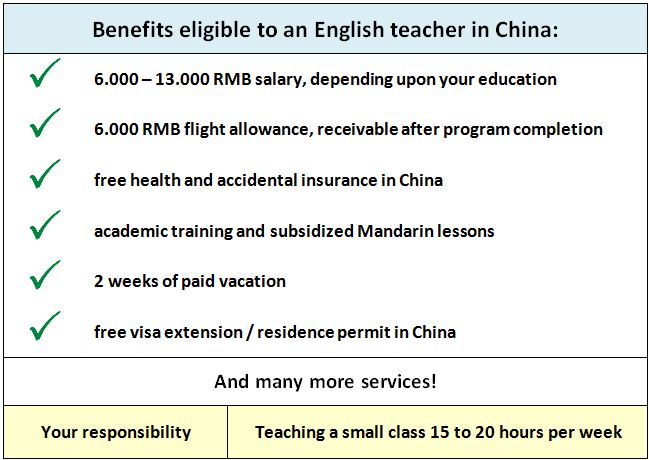 Benefits eligible to an English teacher in China:
6.000 – 13.000 RMB salary, depending upon your education
6.000 RMB flight allowance, receivable after program completion
free health and accidental insurance in China
academic training and subsidized Mandarin lessons
2 weeks of paid vacation
free visa extension / residence permit in China
And many more services!
Your responsibility
Teaching a small class 15 to 20 hours per week